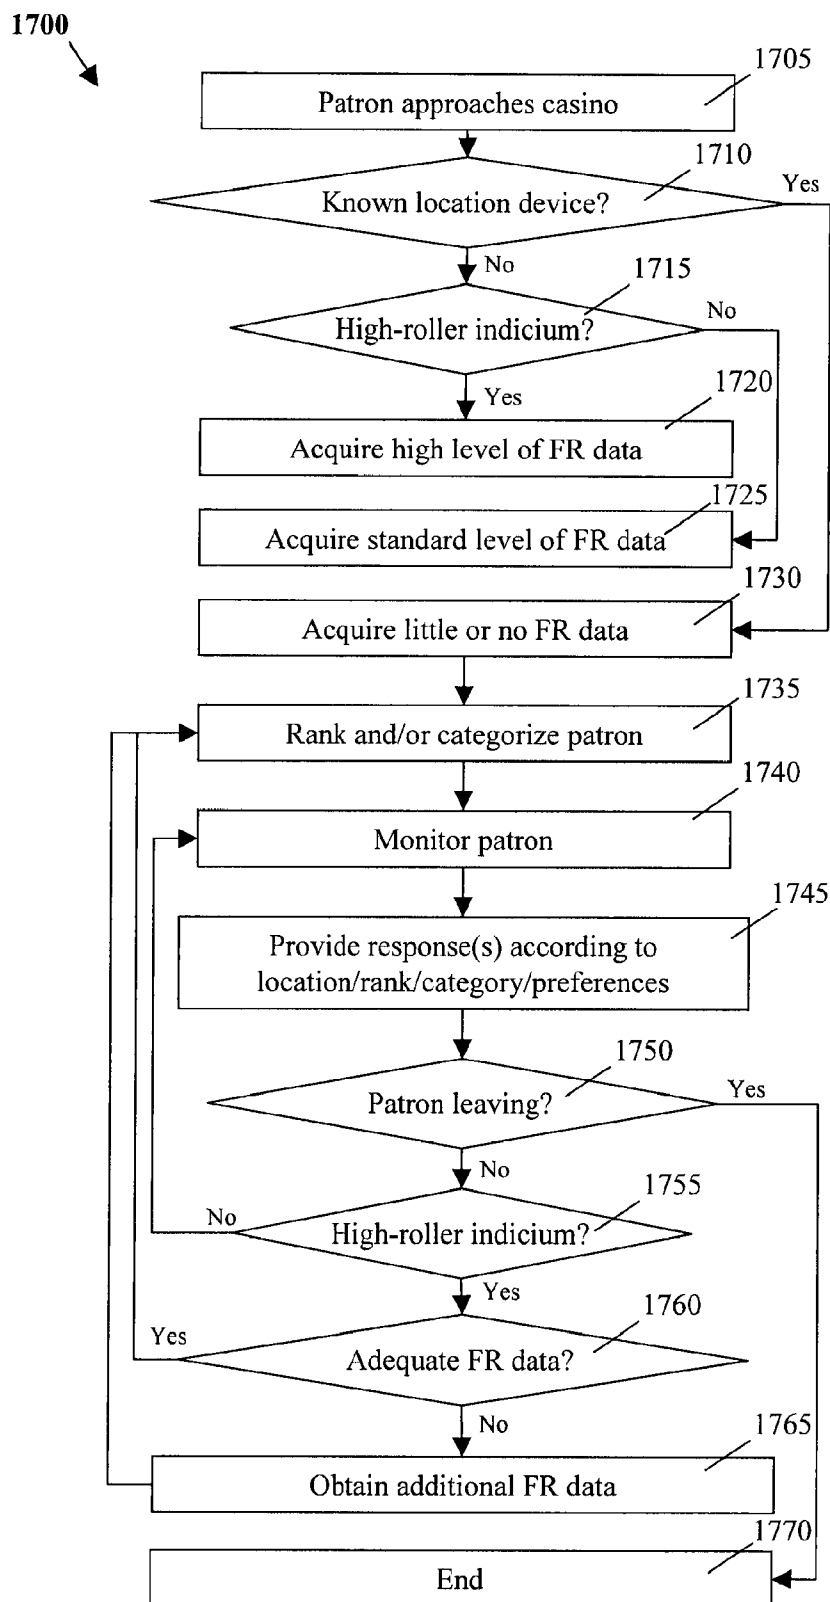 1700
1705
Patron approaches casino
1710
Known location device?
Yes
No
1715
High-roller indicium?
No
Yes
1720
Acquire high level of FR data
1725
Acquire standard level of FR data
1730
Acquire little or no FR data
1735
Rank and/or categorize patron
1740
Monitor patron
1745
Provide response(s) according to
location/rank/category/preferences
1750
Patron leaving?
Yes
No
1755
High-roller indicium?
No
Yes
1760
Adequate FR data?
Yes
No
1765
Obtain additional FR data
1770
End